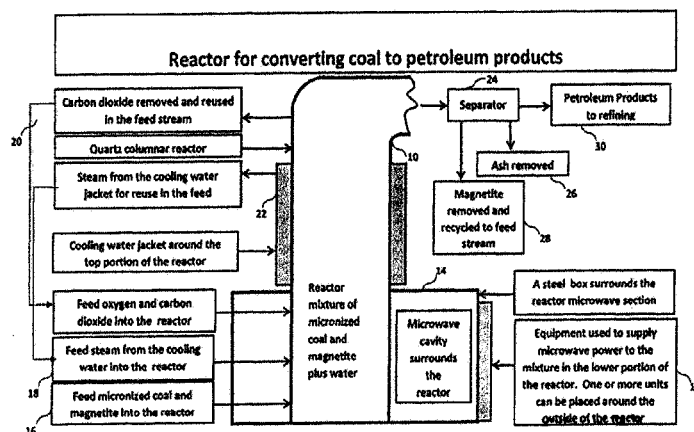 Reactor for converting coal to petroleum products
20
Carbon dioxide removed and reused
in the feed stream
Quartz columnar reactor
Steam from the cooling water
jacket for reuse in the feed
Cooling water jacket around the
top portion of the reactor
Feed oxygen and carbon
dioxide into the reactor
Feed steam from the cooling
water into the reactor
18
Feed micronized coal and
magnetite into the reactor
16
22
10
Reactor
mixture of
micronized
coal and
magnetite
plus water
24
Separator
Petroleum Products
to refining
30
Ash removed
26
Magnetite
removed and
recycled to feed
stream
28
14
Microwave
cavity
surrounds
the
reactor
A steel box surrounds the
reactor microwave section
Equipment used to supply
microwave power to the
mixture in the lower portion of
the reactor. One or more units
can be placed around the
outside of the reactor